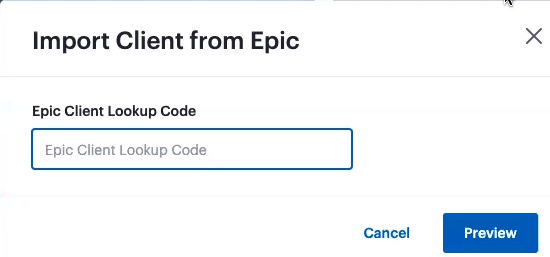 Import Client from Epic
Epic Client Lookup Code
Epic Client Lookup Code
Cancel Preview